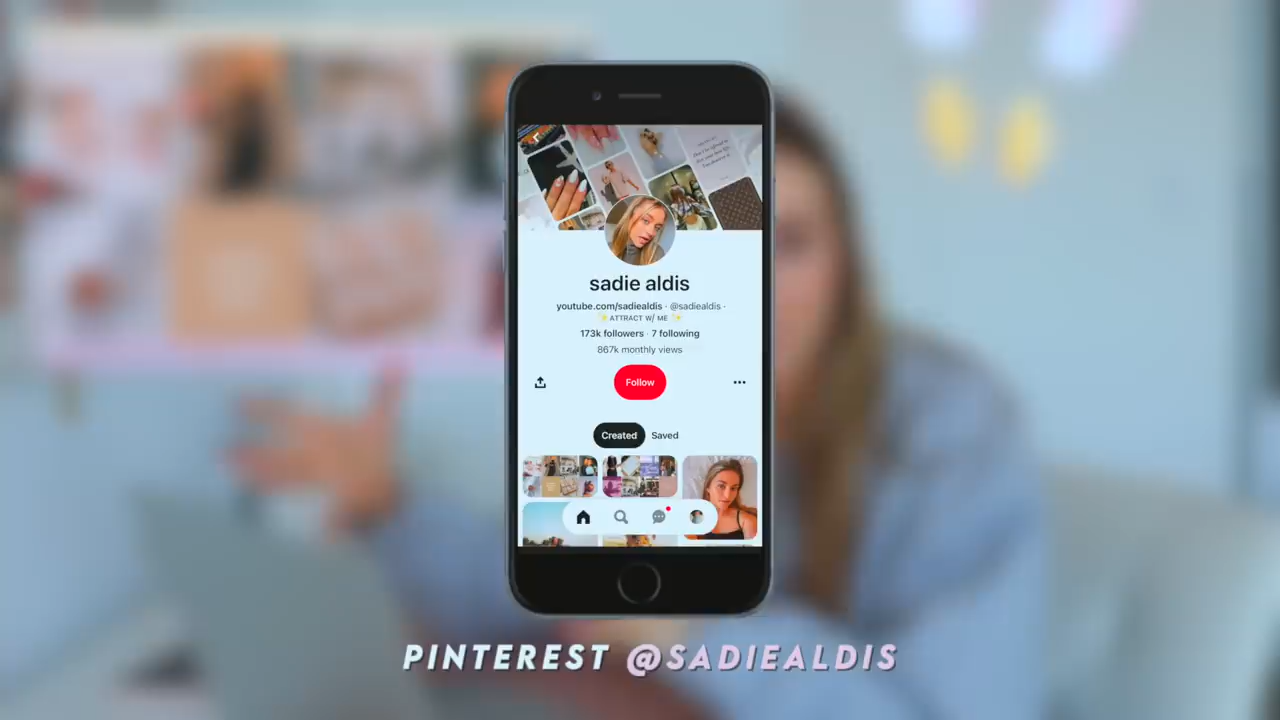 sadie aldis
youtube.com/sadiealdis · @sadiealdis ·
✨ ATTRACT W/ ME ✨
173k followers · 7 following
867k monthly views
Follow
Created Saved
PINTEREST @SADIEALDIS